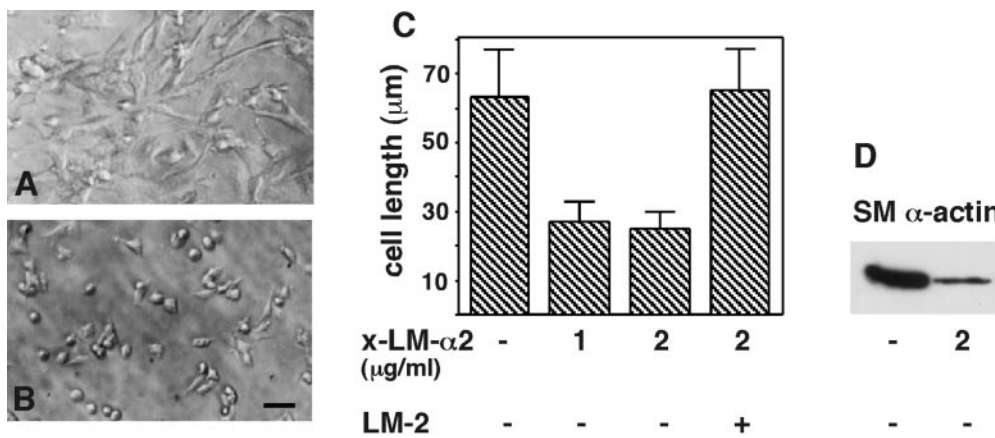 A
B
C
cell length (μm)
70
50
30
10
x-LM-α2 - 1 2 2
(μg/ml)
LM-2 - - - +
D
SM α-actin
- 2
- -